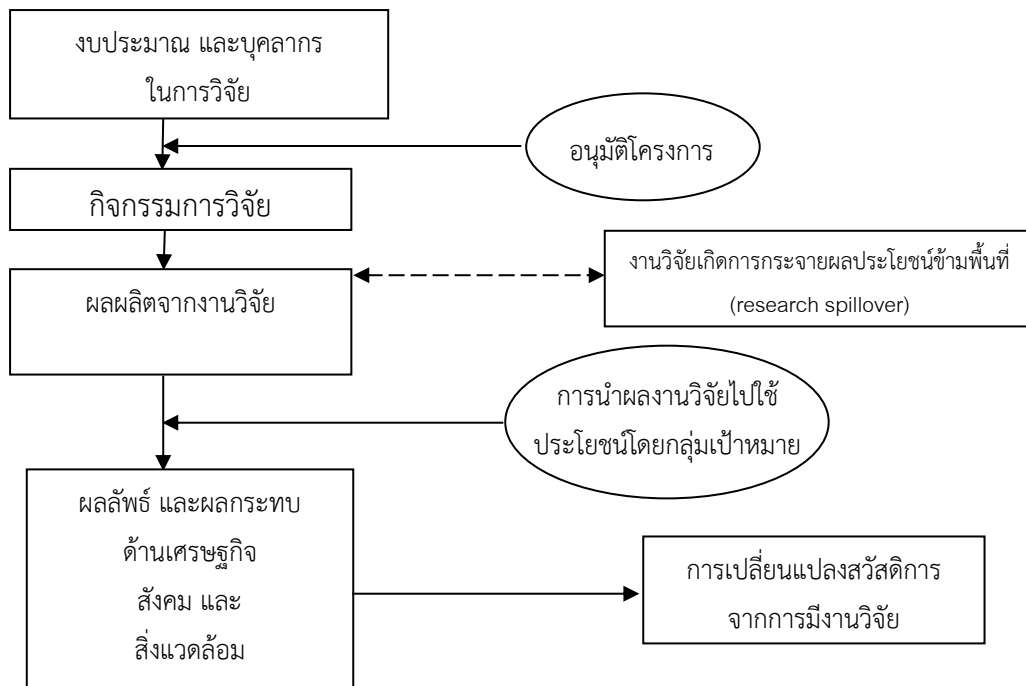 งบประมาณ และบุคลากร
ในการวิจัย
อนุมัติโครงการ
กิจกรรมการวิจัย
งานวิจัยเกิดการกระจายผลประโยชน์ข้ามพื้นที่
(research spillover)
ผลผลิตจากงานวิจัย
การนำผลงานวิจัยไปใช้
ประโยชน์โดยกลุ่มเป้าหมาย
ผลลัพธ์ และผลกระทบ
ด้านเศรษฐกิจ
สังคม และ
สิ่งแวดล้อม
การเปลี่ยนแปลงสวัสดิการ
จากการมีงานวิจัย